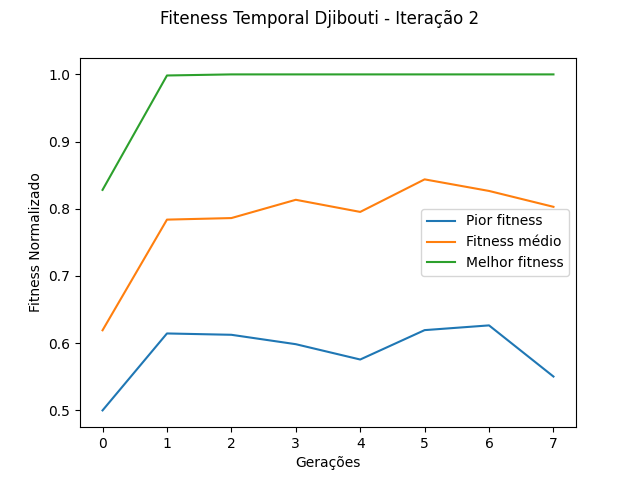 Fiteness Temporal Djibouti - Iteração 2
1.0
0.9
0.8
0.7
0.6
0.5
Fitness Normalizado
Pior fitness
Fitness médio
Melhor fitness
0 1 2 3 4 5 6 7
Gerações